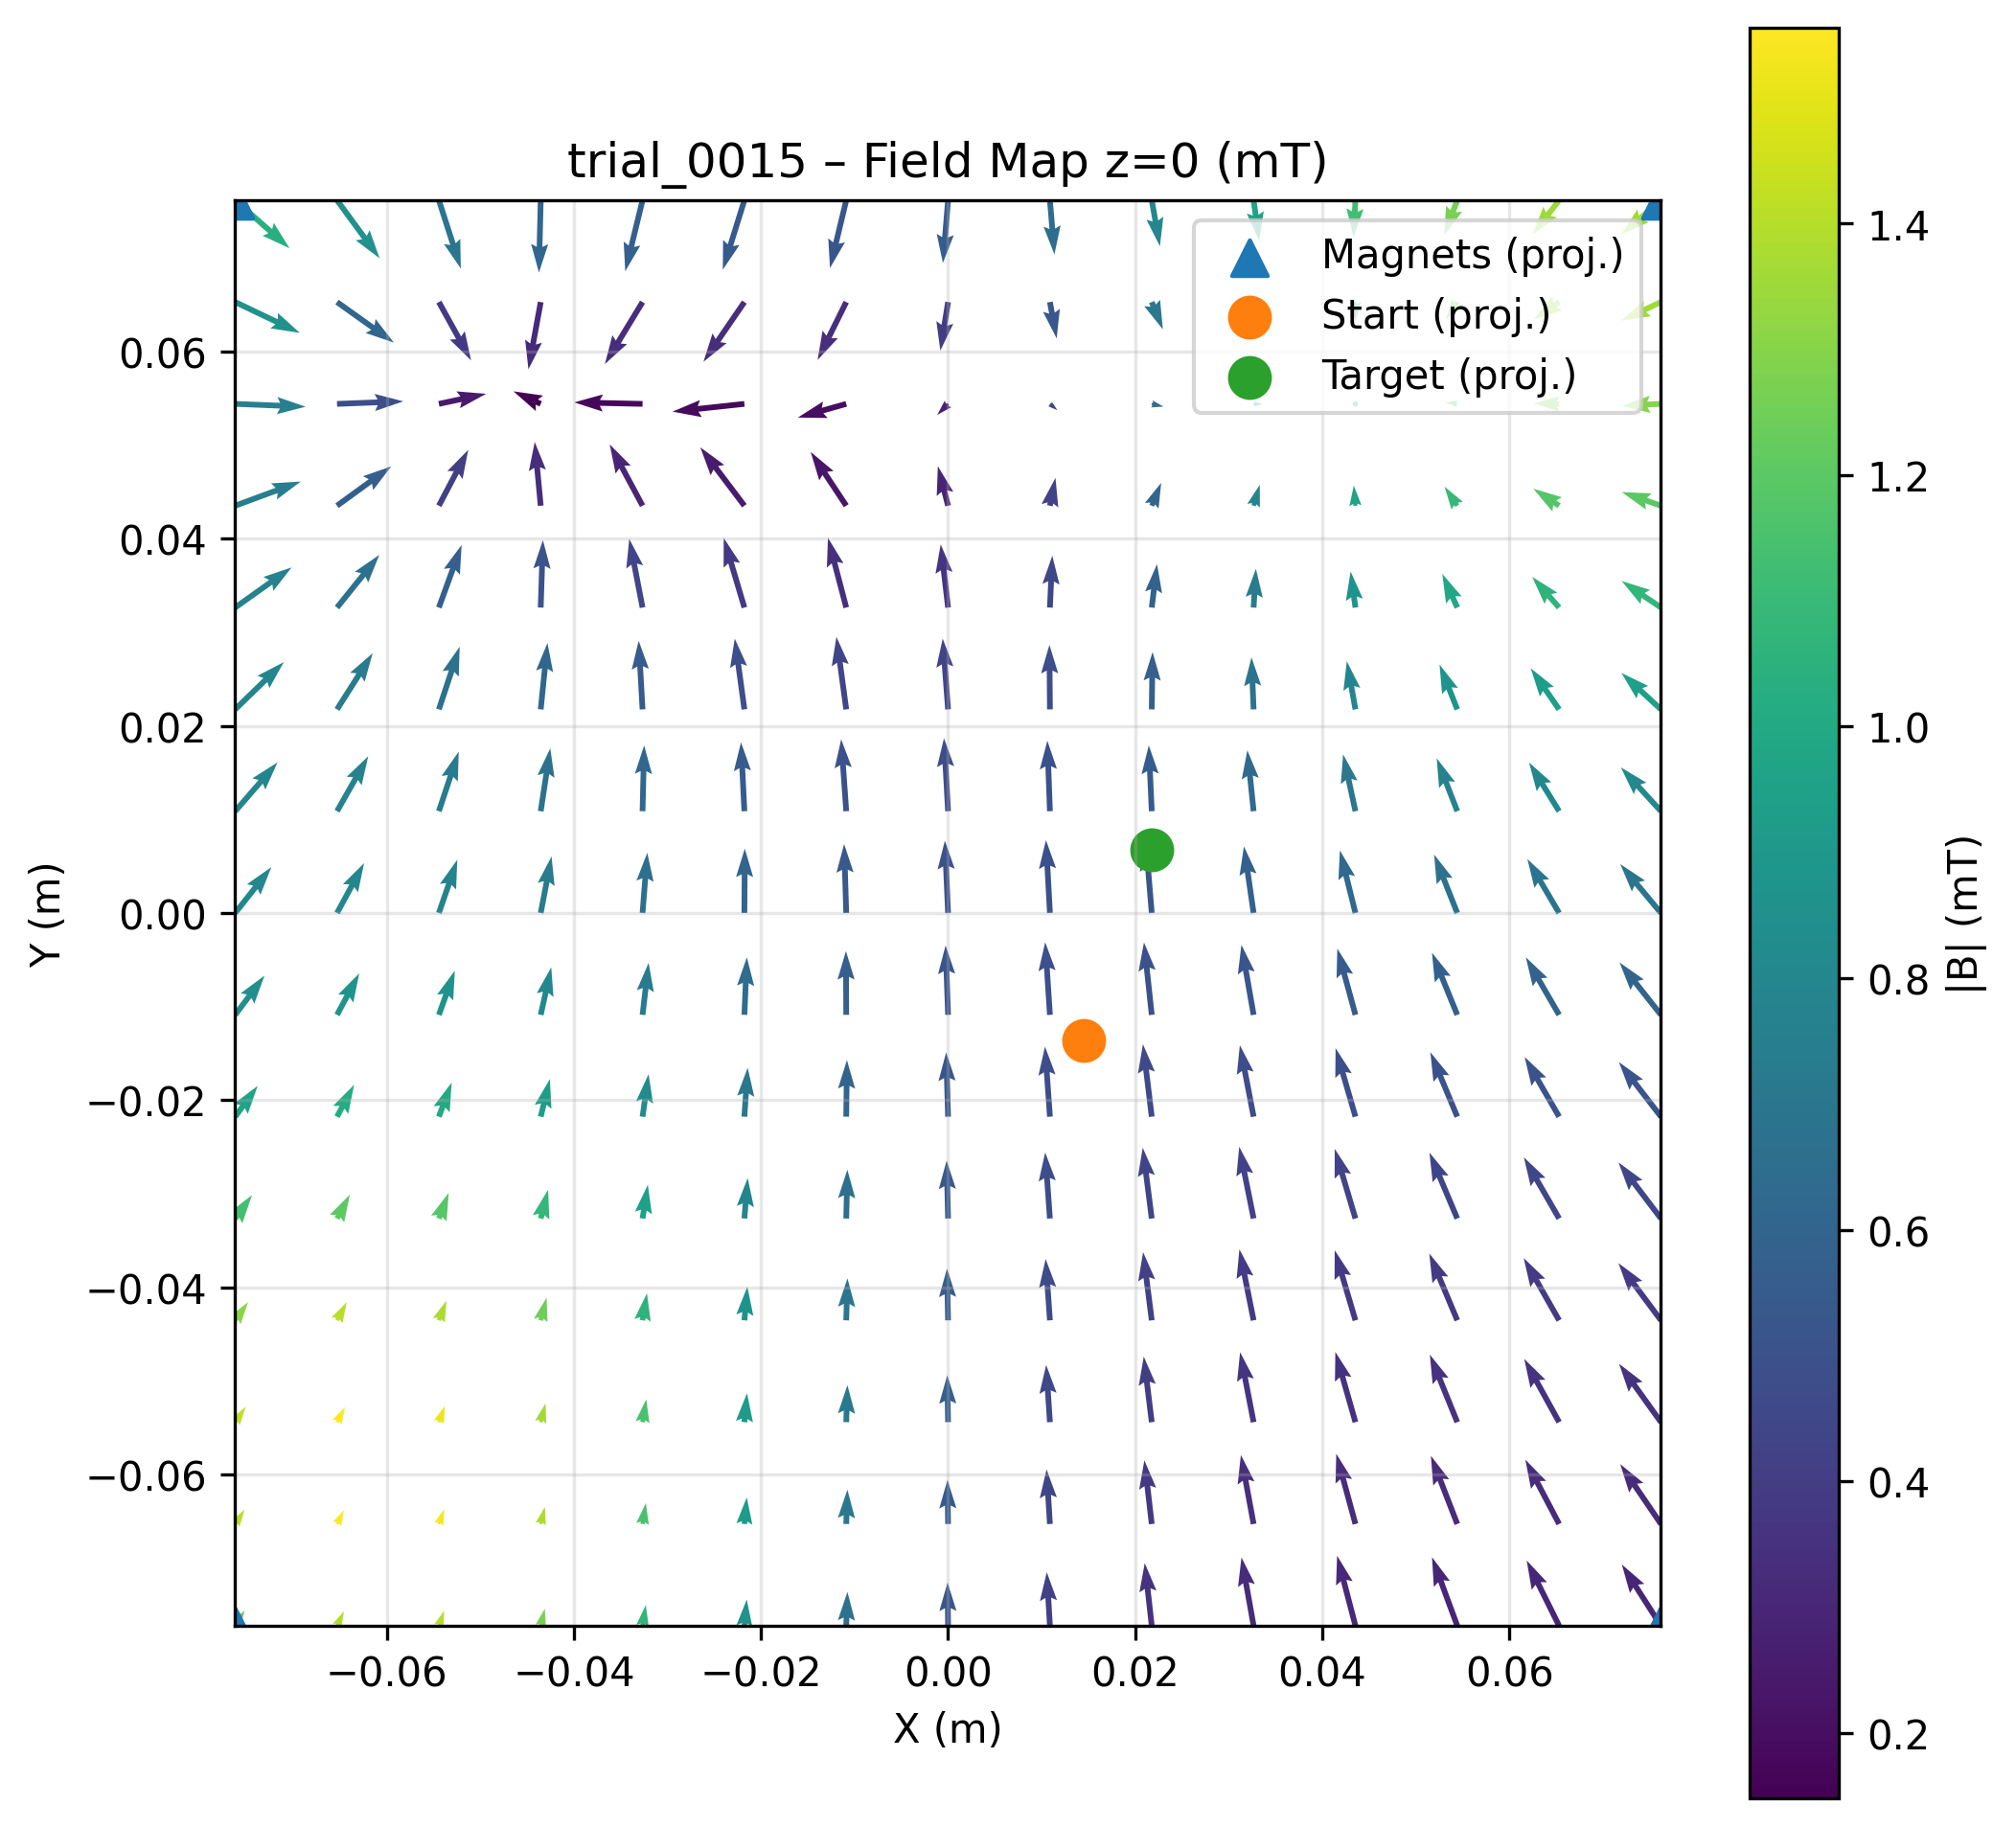 trial_0015 – Field Map z=0 (mT)
Magnets (proj.)
Start (proj.)
Target (proj.)
0.06
0.04
0.02
0.00
−0.02
−0.04
−0.06
Y (m)
−0.06 −0.04 −0.02 0.00 0.02 0.04 0.06
X (m)
1.4
1.2
1.0
0.8
0.6
0.4
0.2
|B| (mT)